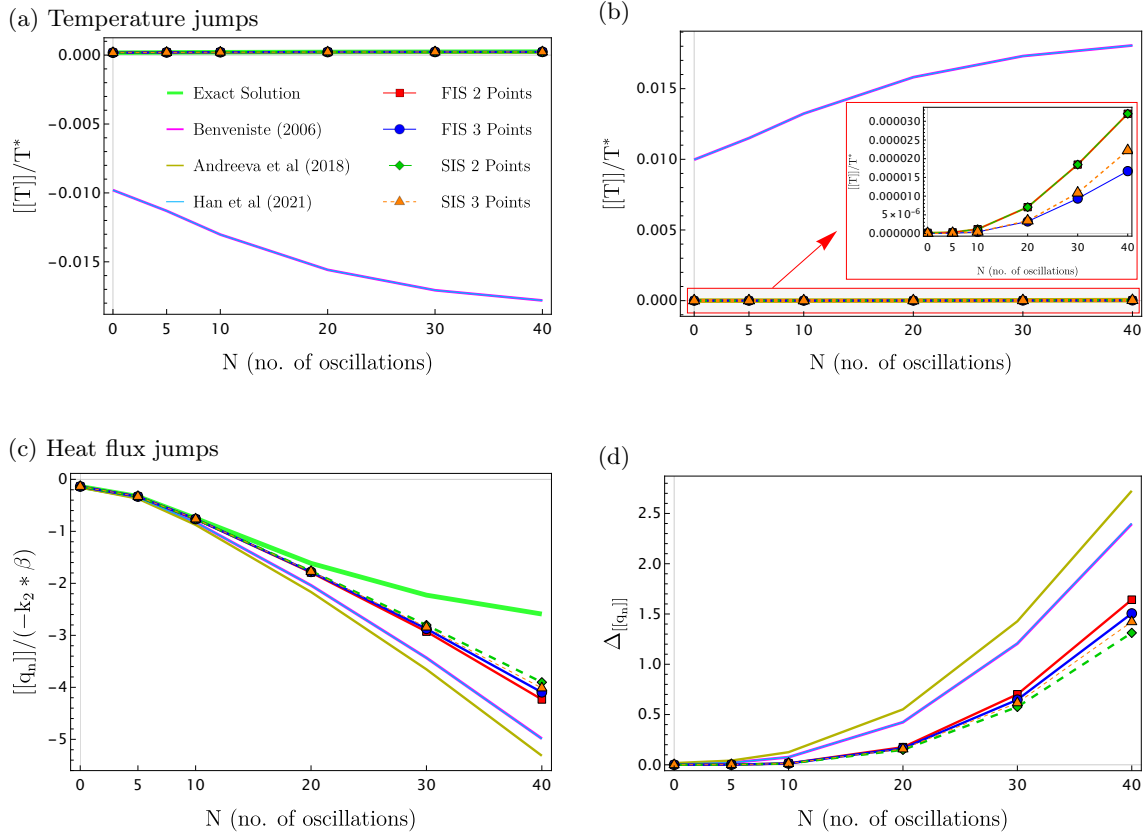 (a) Temperature jumps
0.000
-0.005
-0.010
-0.015
[[T]]/T*
Exact Solution
Benveniste (2006)
Andreeva et al (2018)
Han et al (2021)
FIS 2 Points
FIS 3 Points
SIS 2 Points
SIS 3 Points
0 5 10 20 30 40
N (no. of oscillations)
(b)
0.015
0.010
0.005
0.000
[[T]]/T*
0.000030
0.000025
0.000020
0.000015
0.000010
5×10⁻⁶
0.000000
[[T]]/T*
0 5 10 20 30 40
N (no. of oscillations)
0 5 10 20 30 40
N (no. of oscillations)
(c) Heat flux jumps
0
-1
-2
-3
-4
-5
[[qₙ]]/(−k₂ * β)
0 5 10 20 30 40
N (no. of oscillations)
(d)
2.5
2.0
1.5
1.0
0.5
0.0
Δ[[qₙ]]
0 5 10 20 30 40
N (no. of oscillations)